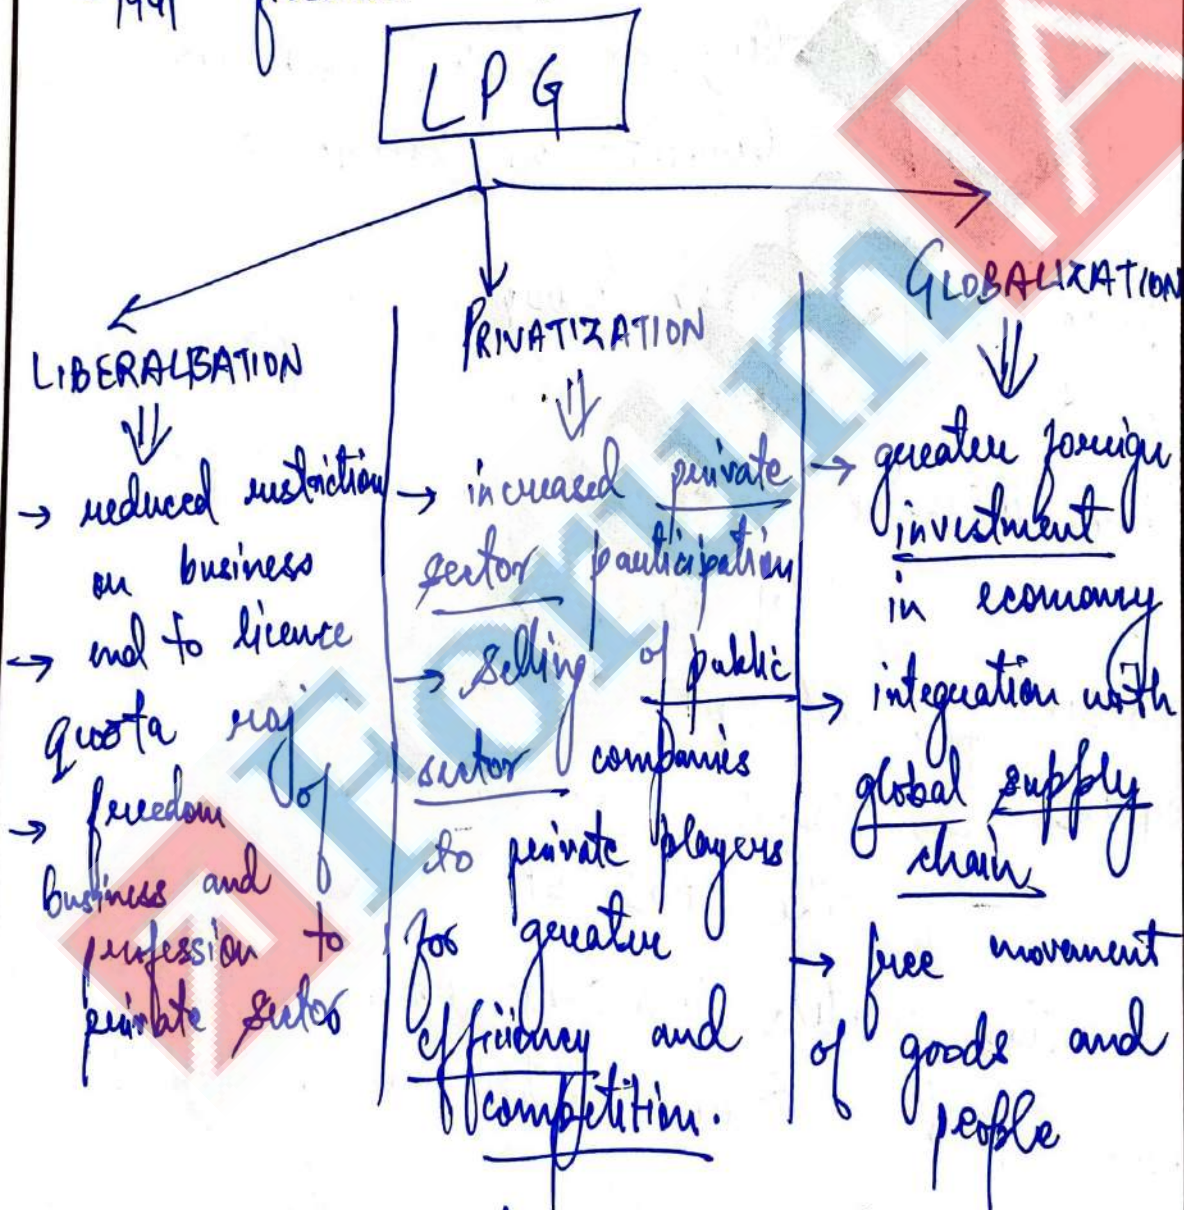 1991
LPG
LIBERALISATION
→ reduced restriction
on business
→ end to licence
quota raj
→ freedom of
business and
profession to
private sector
PRIVATIZATION
→ increased private
sector participation
→ selling of public
sector companies
to private players
for greater
efficiency and
competition.
GLOBALIZATION
→ greater foreign
investment
in economy
→ integration with
global supply
chain
→ free movement
of goods and
people
ForumIA